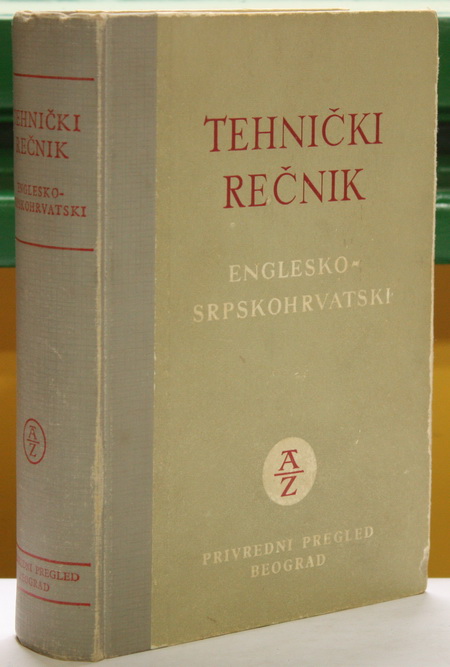 TEHNIČKI
REČNIK
ENGLESKO-
SRPSKOHRVATSKI
A
Z
PRIVREDNI PREGLED
BEOGRAD
TEHNIČKI
REČNIK
ENGLESKO-
SRPSKOHRVATSKI
A
Z
PRIVREDNI PREGLED
BEOGRAD